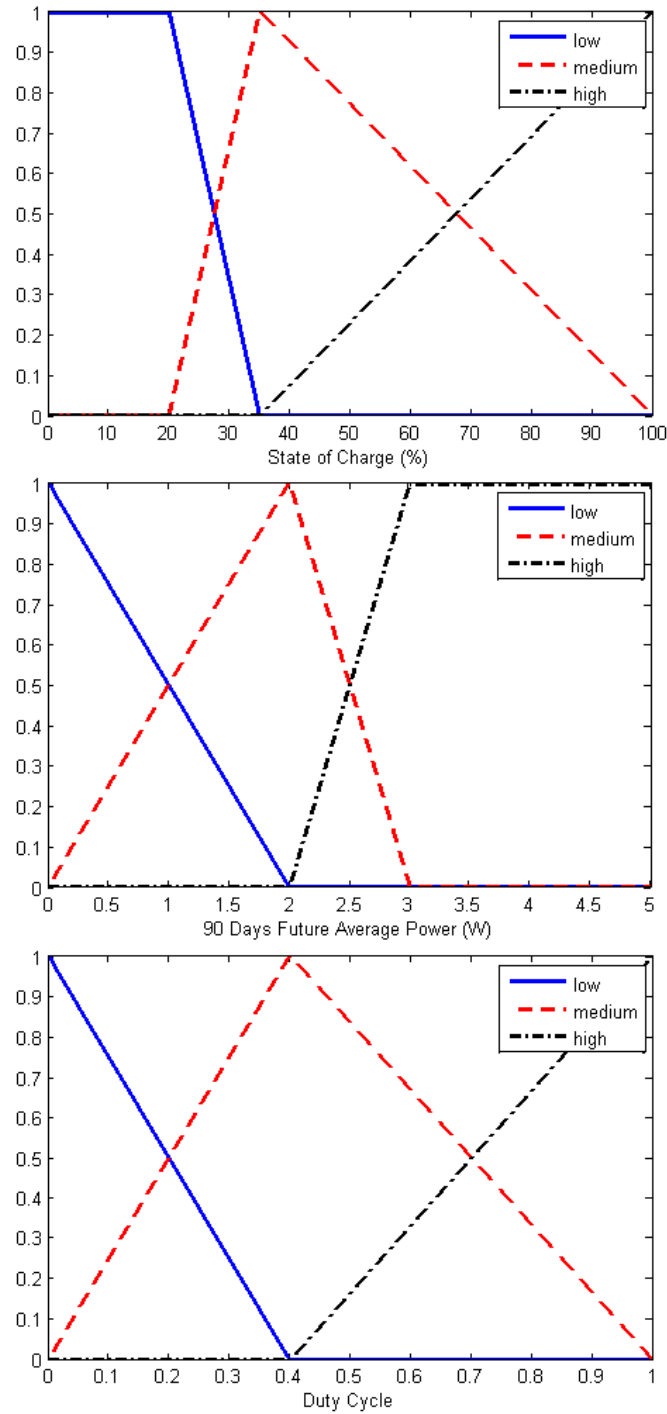 1
0.9
0.8
0.7
0.6
0.5
0.4
0.3
0.2
0.1
0
low
medium
high
0 10 20 30 40 50 60 70 80 90 100
State of Charge (%)
1
0.9
0.8
0.7
0.6
0.5
0.4
0.3
0.2
0.1
0
low
medium
high
0 0.5 1 1.5 2 2.5 3 3.5 4 4.5 5
90 Days Future Average Power (W)
1
0.9
0.8
0.7
0.6
0.5
0.4
0.3
0.2
0.1
0
low
medium
high
0 0.1 0.2 0.3 0.4 0.5 0.6 0.7 0.8 0.9 1
Duty Cycle